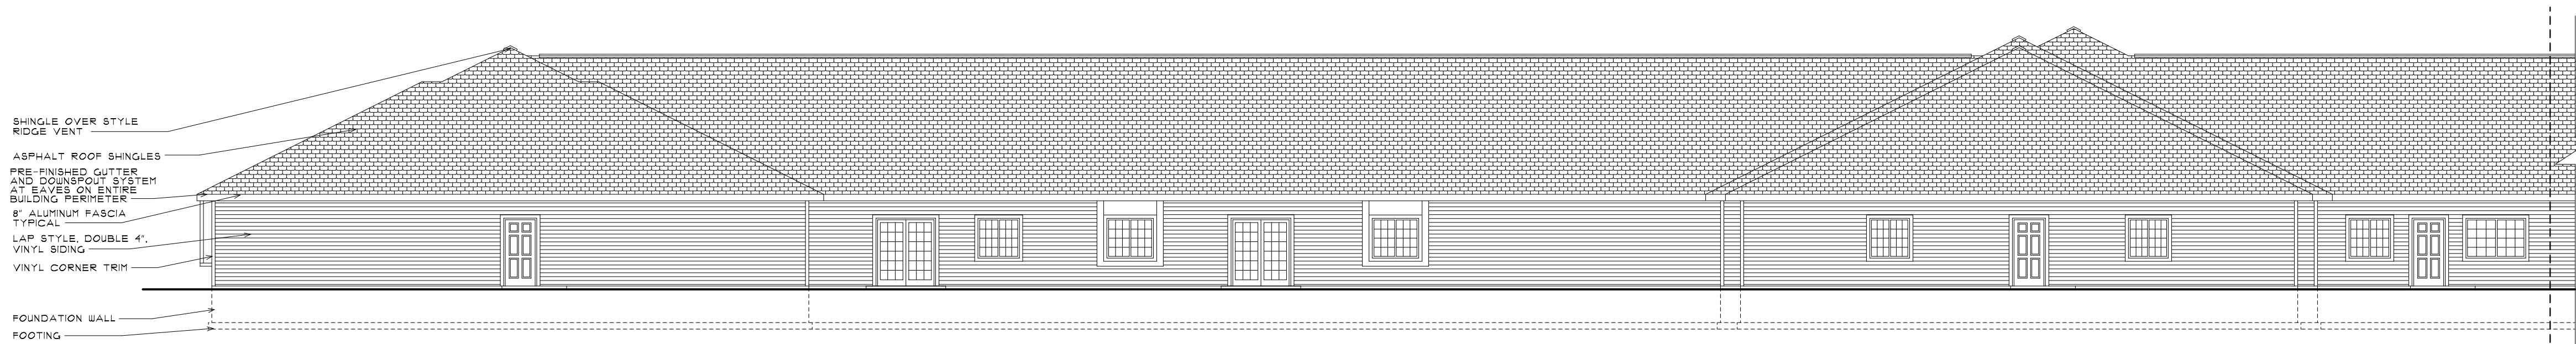 SHINGLE OVER STYLE
RIDGE VENT
ASPHALT ROOF SHINGLES
PRE-FINISHED GUTTER
AND DOWNSPOUT SYSTEM
AT EAVES ON ENTIRE
BUILDING PERIMETER
8" ALUMINUM FASCIA
TYPICAL
LAP STYLE, DOUBLE 4",
VINYL SIDING
VINYL CORNER TRIM
FOUNDATION WALL
FOOTING